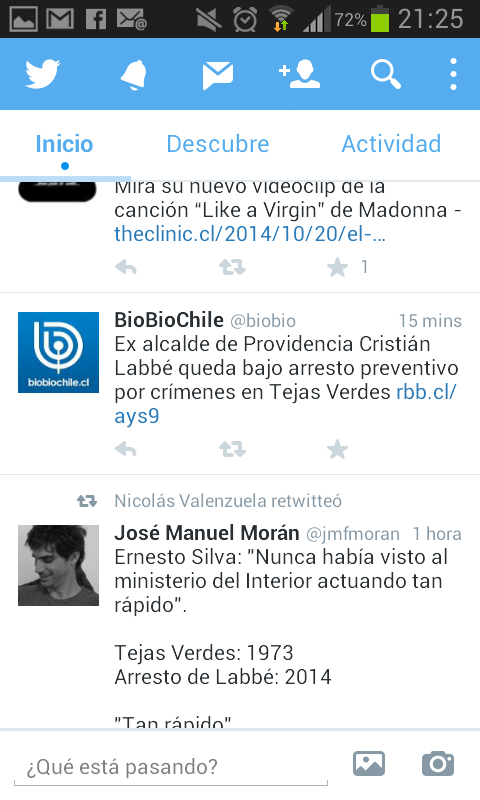 72% 21:25
Inicio Descubre Actividad
Mira su nuevo videoclip de la
canción “Like a Virgin” de Madonna -
theclinic.cl/2014/10/20/el-...
1
BioBioChile @biobio 15 mins
Ex alcalde de Providencia Cristián
Labbé queda bajo arresto preventivo
por crímenes en Tejas Verdes rbb.cl/
ays9
biobiochile.cl
Nicolás Valenzuela retwitteó
José Manuel Morán @jmfmoran 1 hora
Ernesto Silva: "Nunca había visto al
ministerio del Interior actuando tan
rápido".
Tejas Verdes: 1973
Arresto de Labbé: 2014
"Tan rápido"
¿Qué está pasando?